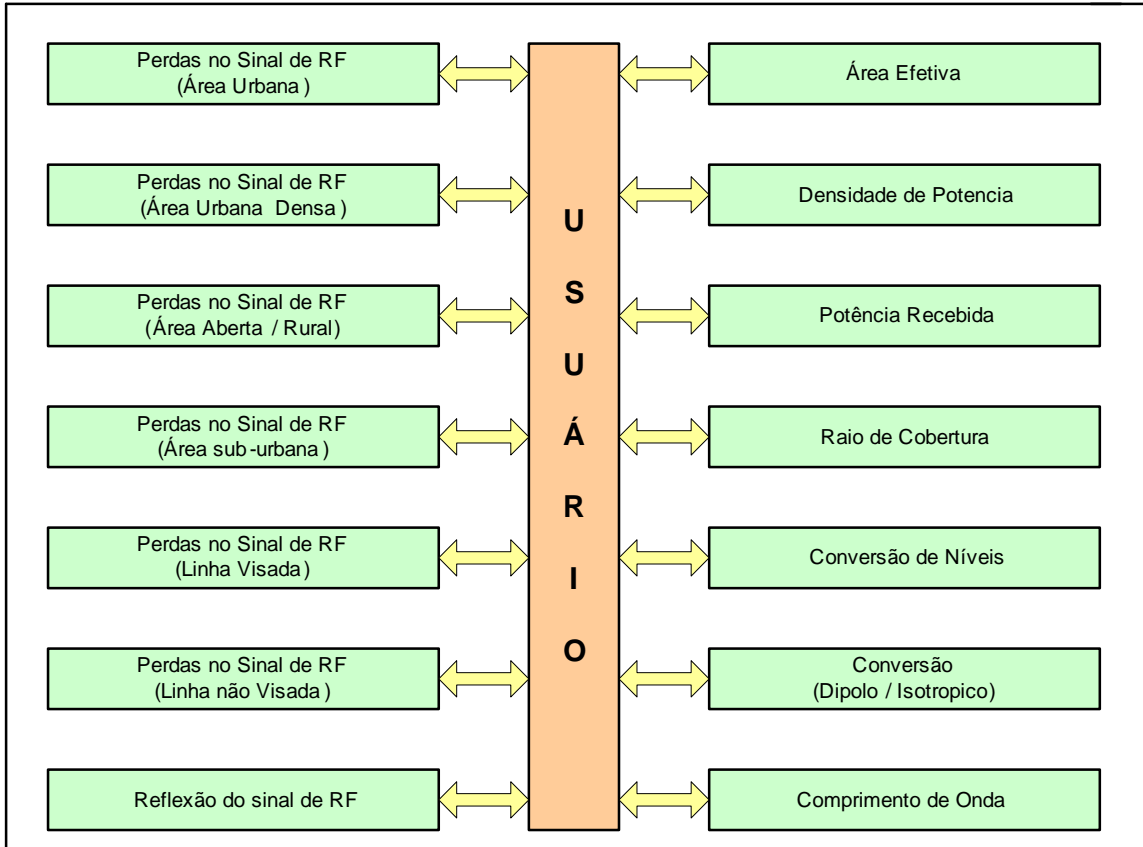 Perdas no Sinal de RF
(Área Urbana )
Perdas no Sinal de RF
(Área Urbana Densa )
Perdas no Sinal de RF
(Área Aberta / Rural)
Perdas no Sinal de RF
(Área sub-urbana )
Perdas no Sinal de RF
(Linha Visada )
Perdas no Sinal de RF
(Linha não Visada )
Reflexão do sinal de RF
U
S
U
Á
R
I
O
Área Efetiva
Densidade de Potencia
Potência Recebida
Raio de Cobertura
Conversão de Níveis
Conversão
(Dipolo / Isotropico)
Comprimento de Onda